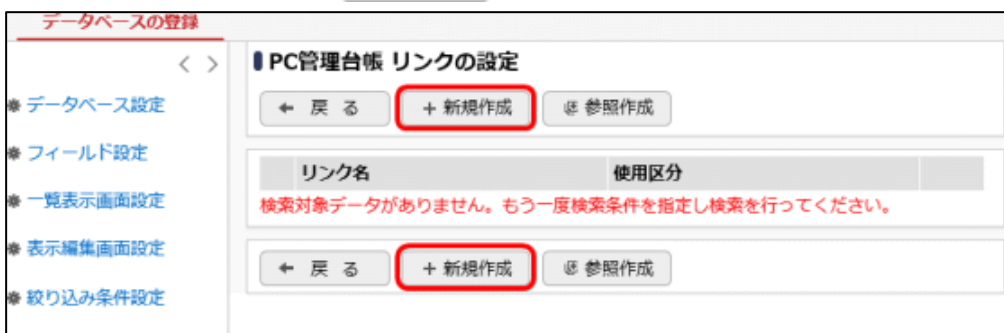 データベースの登録
< >
データベース設定
フィールド設定
一覧表示画面設定
表示編集画面設定
絞り込み条件設定
PC管理台帳 リンクの設定
← 戻 る + 新規作成 参照作成
リンク名 使用区分
検索対象データがありません。もう一度検索条件を指定し検索を行ってください。
← 戻 る + 新規作成 参照作成